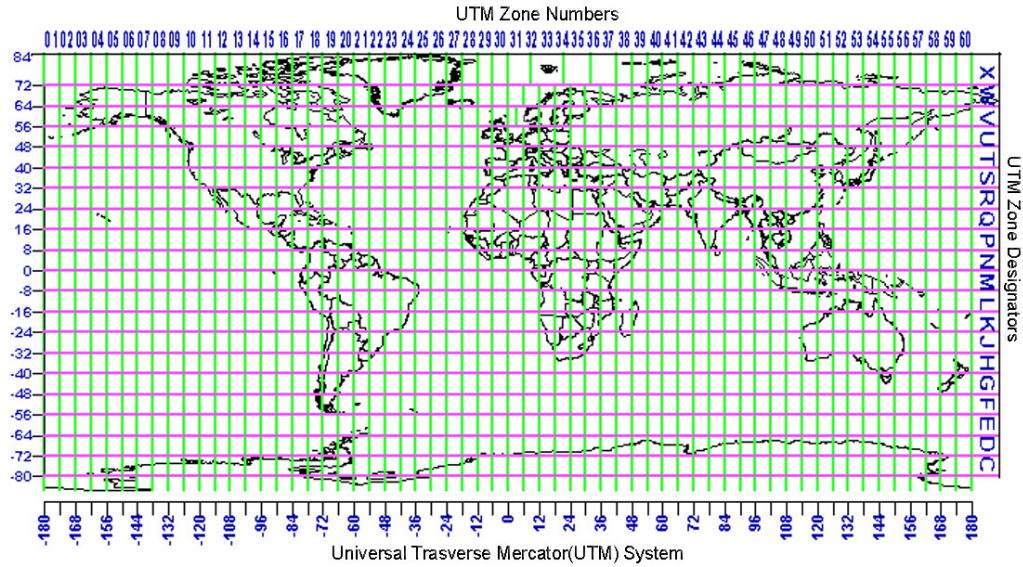 UTM Zone Numbers
01 02 03 04 05 06 07 08 09 10 11 12 13 14 15 16 17 18 19 20 21 22 23 24 25 26 27 28 29 30 31 32 33 34 35 36 37 38 39 40 41 42 43 44 45 46 47 48 49 50 51 52 53 54 55 56 57 58 59 60
84
72
64
56
48
40
32
24
16
8
0
-8
-16
-24
-32
-40
-48
-56
-64
-72
-80
X
W
V
U
T
S
R
Q
P
N
M
L
K
J
H
G
F
E
D
C
UTM Zone Designators
-180 -168 -156 -144 -132 -120 -108 -96 -84 -72 -60 -48 -36 -24 -12 0 12 24 36 48 60 72 84 96 108 120 132 144 156 168 180
Universal Trasverse Mercator(UTM) System